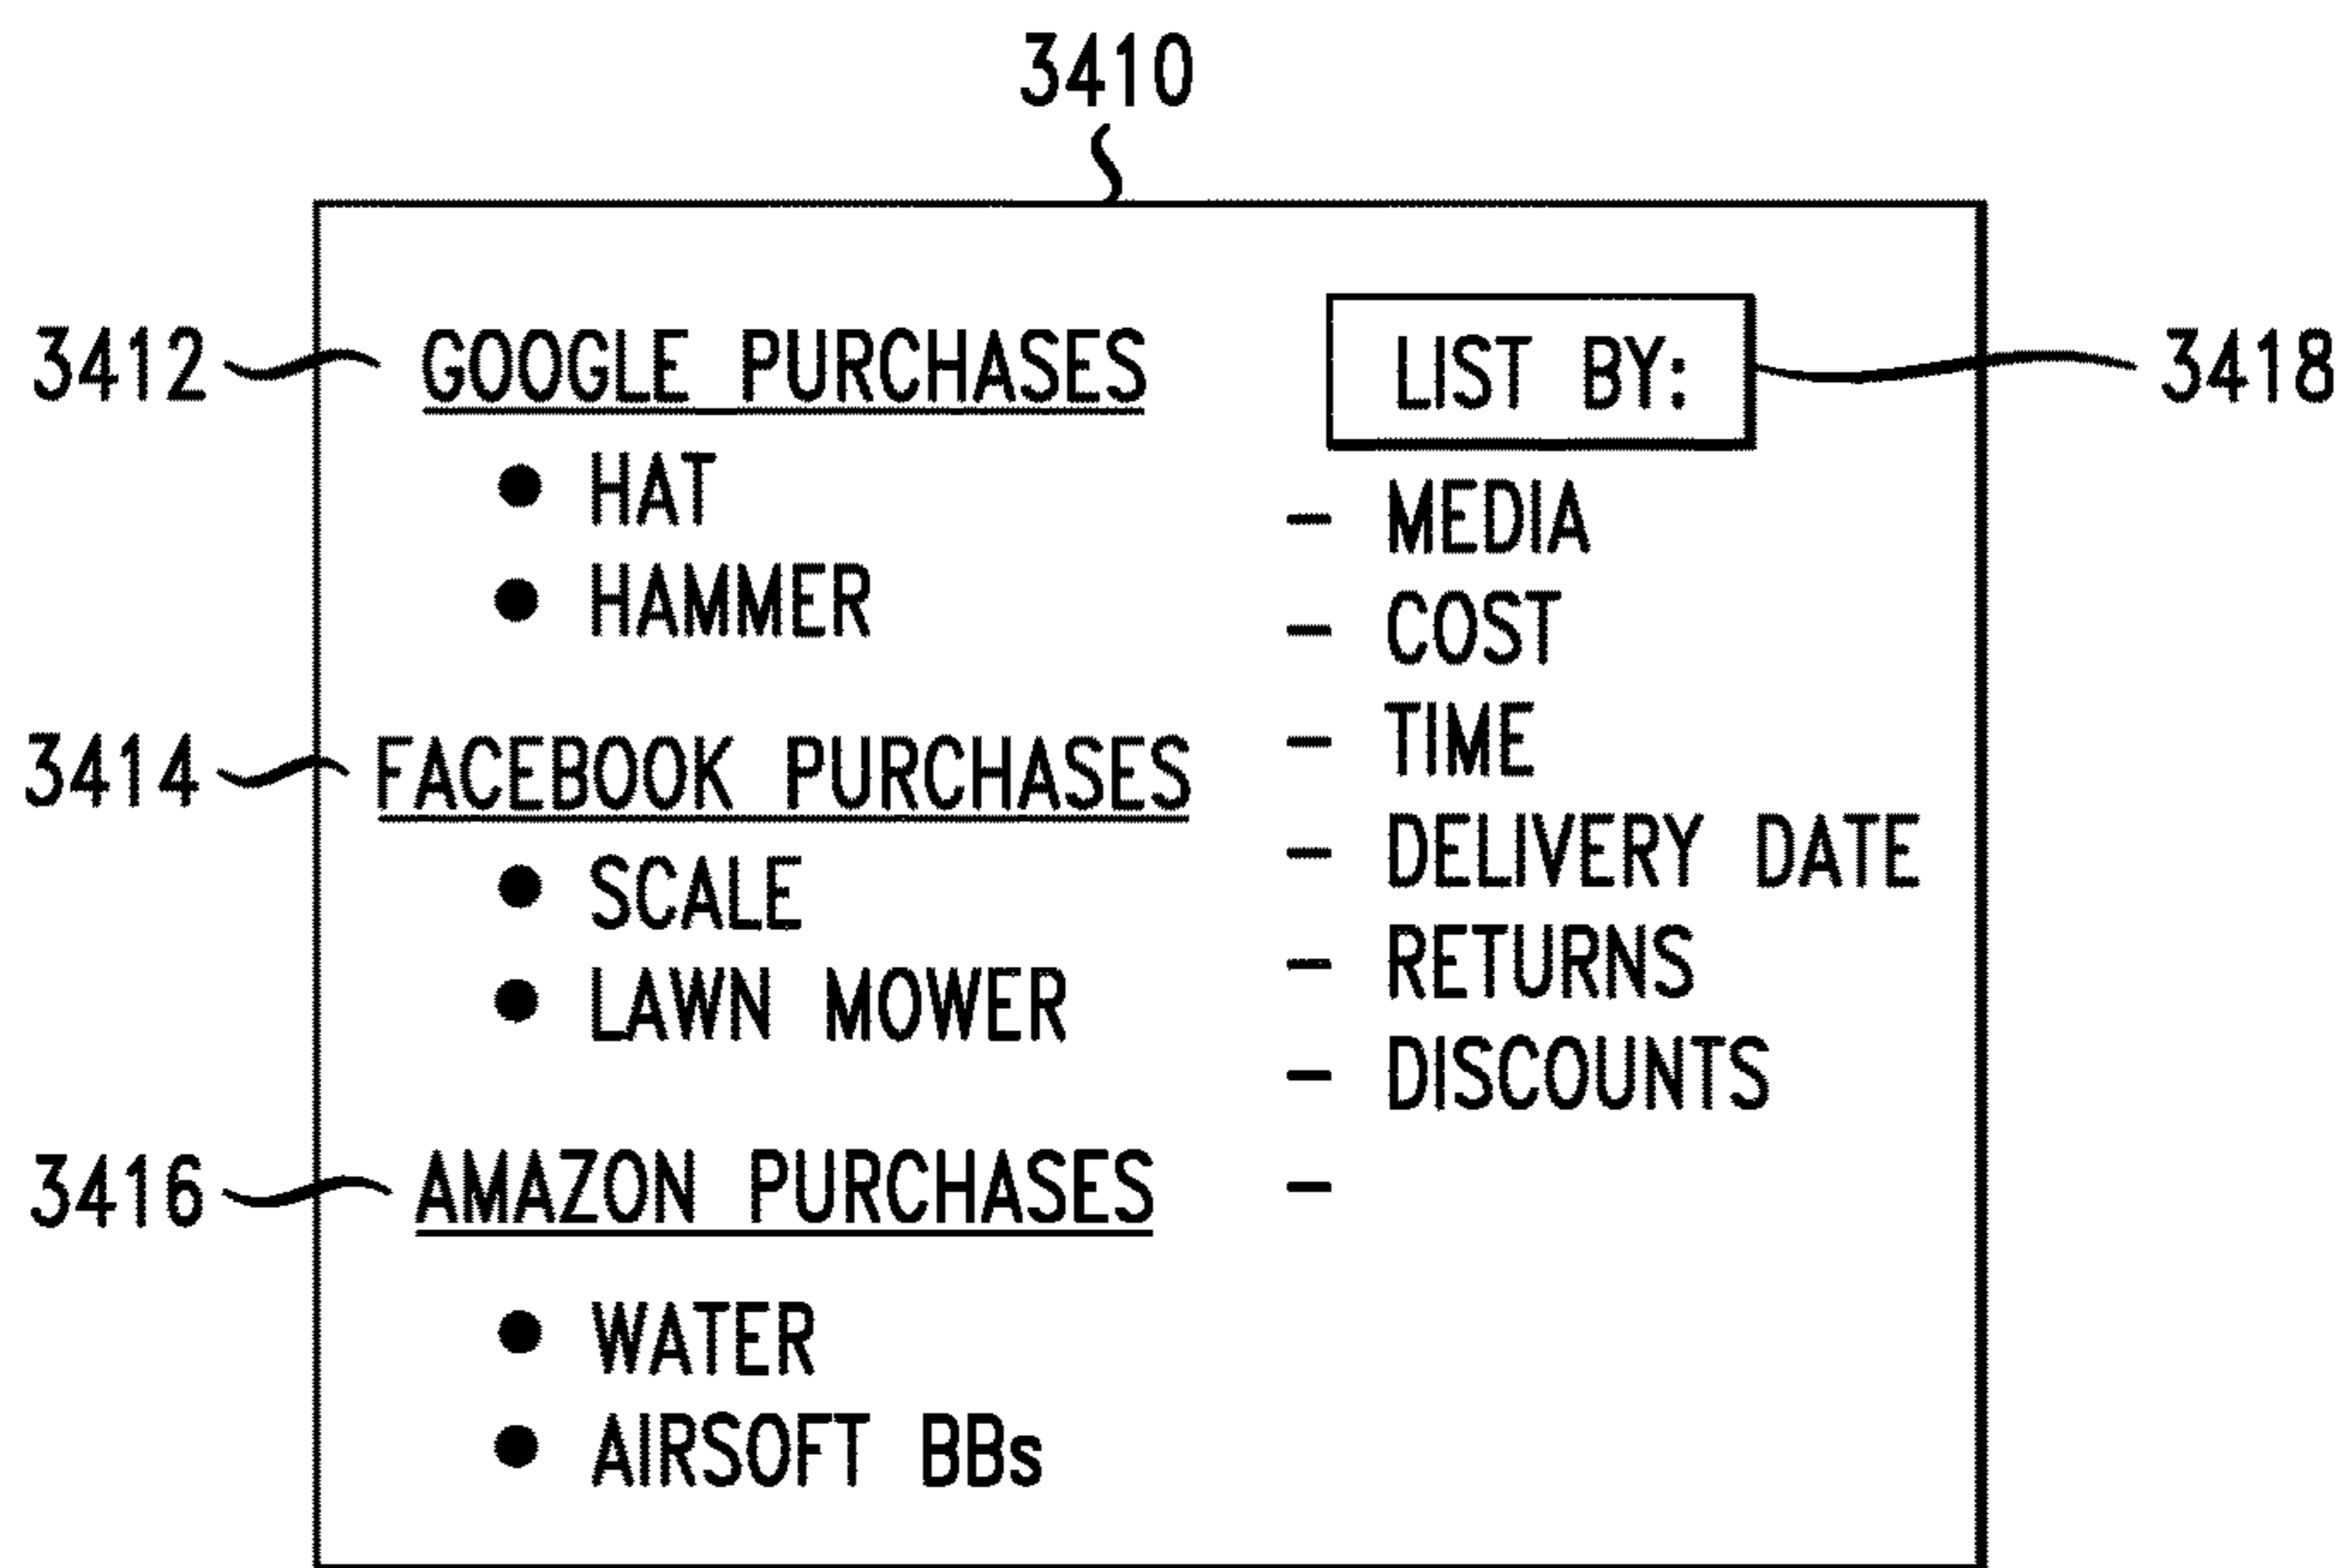 3410
3412
GOOGLE PURCHASES
● HAT
● HAMMER
3414
FACEBOOK PURCHASES
● SCALE
● LAWN MOWER
3416
AMAZON PURCHASES
● WATER
● AIRSOFT BBs
LIST BY:
3418
– MEDIA
– COST
– TIME
– DELIVERY DATE
– RETURNS
– DISCOUNTS
–